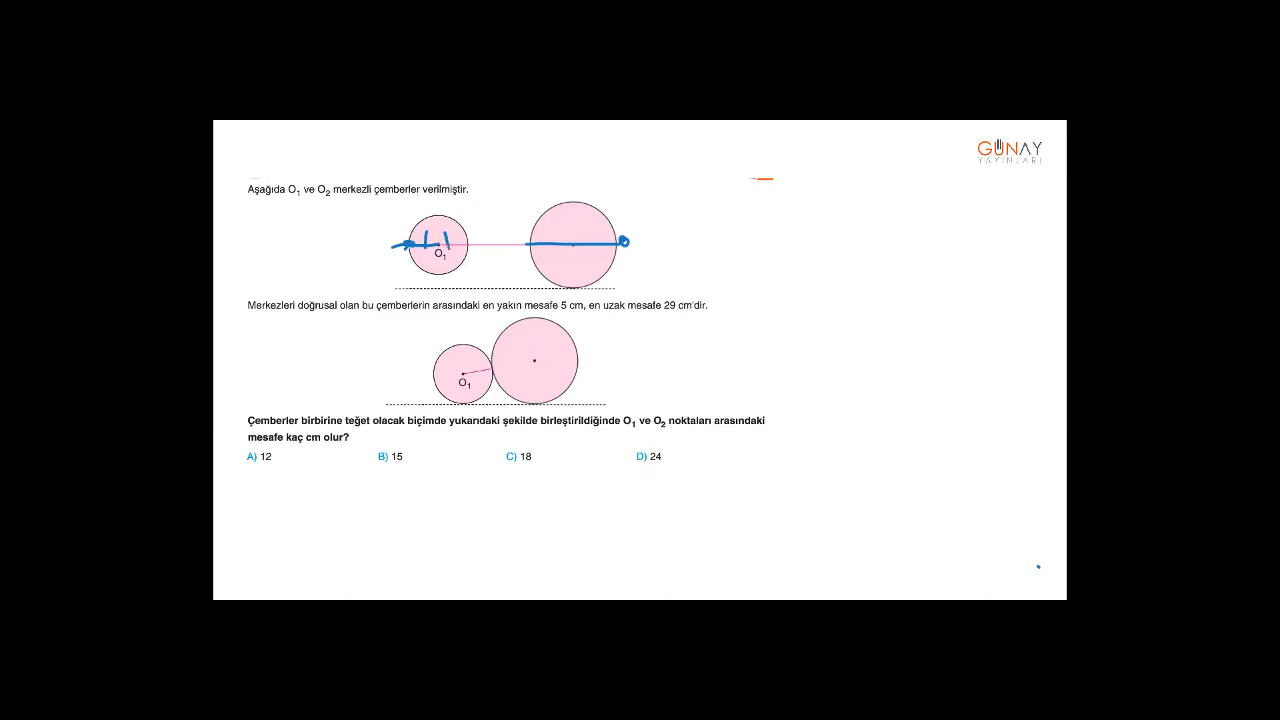 GÜNAY
YAYINLARI
Aşağıda O₁ ve O₂ merkezli çemberler verilmiştir.
O₁
Merkezleri doğrusal olan bu çemberlerin arasındaki en yakın mesafe 5 cm, en uzak mesafe 29 cm'dir.
O₁
Çemberler birbirine teğet olacak biçimde yukarıdaki şekilde birleştirildiğinde O₁ ve O₂ noktaları arasındaki
mesafe kaç cm olur?
A) 12 B) 15 C) 18 D) 24